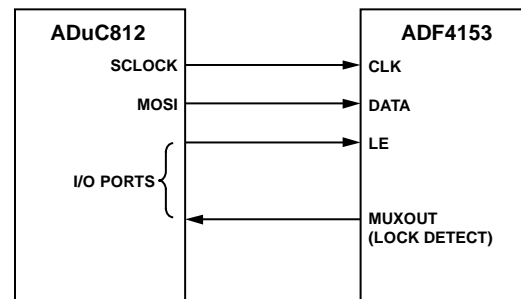 ADuC812
ADF4153
SCLOCK
CLK
MOSI
DATA
LE
I/O PORTS
MUXOUT
(LOCK DETECT)